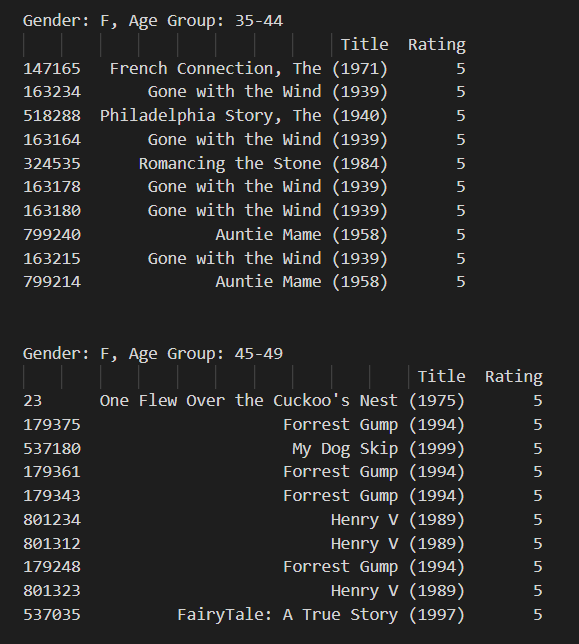 Gender: F, Age Group: 35-44
Title Rating
147165 French Connection, The (1971) 5
163234 Gone with the Wind (1939) 5
518288 Philadelphia Story, The (1940) 5
163164 Gone with the Wind (1939) 5
324535 Romancing the Stone (1984) 5
163178 Gone with the Wind (1939) 5
163180 Gone with the Wind (1939) 5
799240 Auntie Mame (1958) 5
163215 Gone with the Wind (1939) 5
799214 Auntie Mame (1958) 5
Gender: F, Age Group: 45-49
Title Rating
23 One Flew Over the Cuckoo's Nest (1975) 5
179375 Forrest Gump (1994) 5
537180 My Dog Skip (1999) 5
179361 Forrest Gump (1994) 5
179343 Forrest Gump (1994) 5
801234 Henry V (1989) 5
801312 Henry V (1989) 5
179248 Forrest Gump (1994) 5
801323 Henry V (1989) 5
537035 FairyTale: A True Story (1997) 5